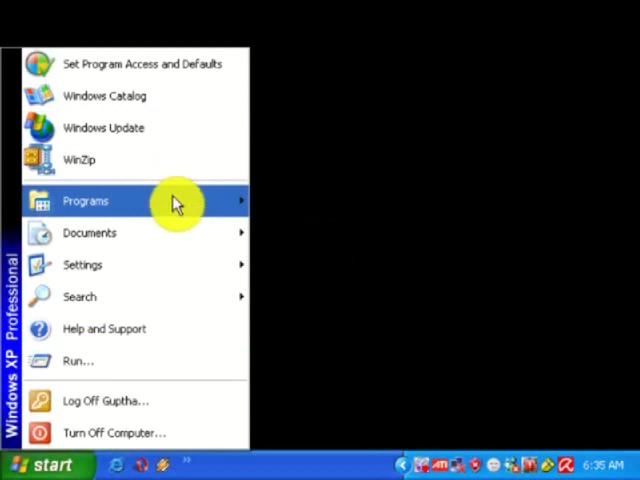 Set Program Access and Defaults
Windows Catalog
Windows Update
WinZip
Programs
Documents
Settings
Search
Help and Support
Run...
Log Off Guptha...
Turn Off Computer...
Windows XP Professional
start
ATI
6:35 AM